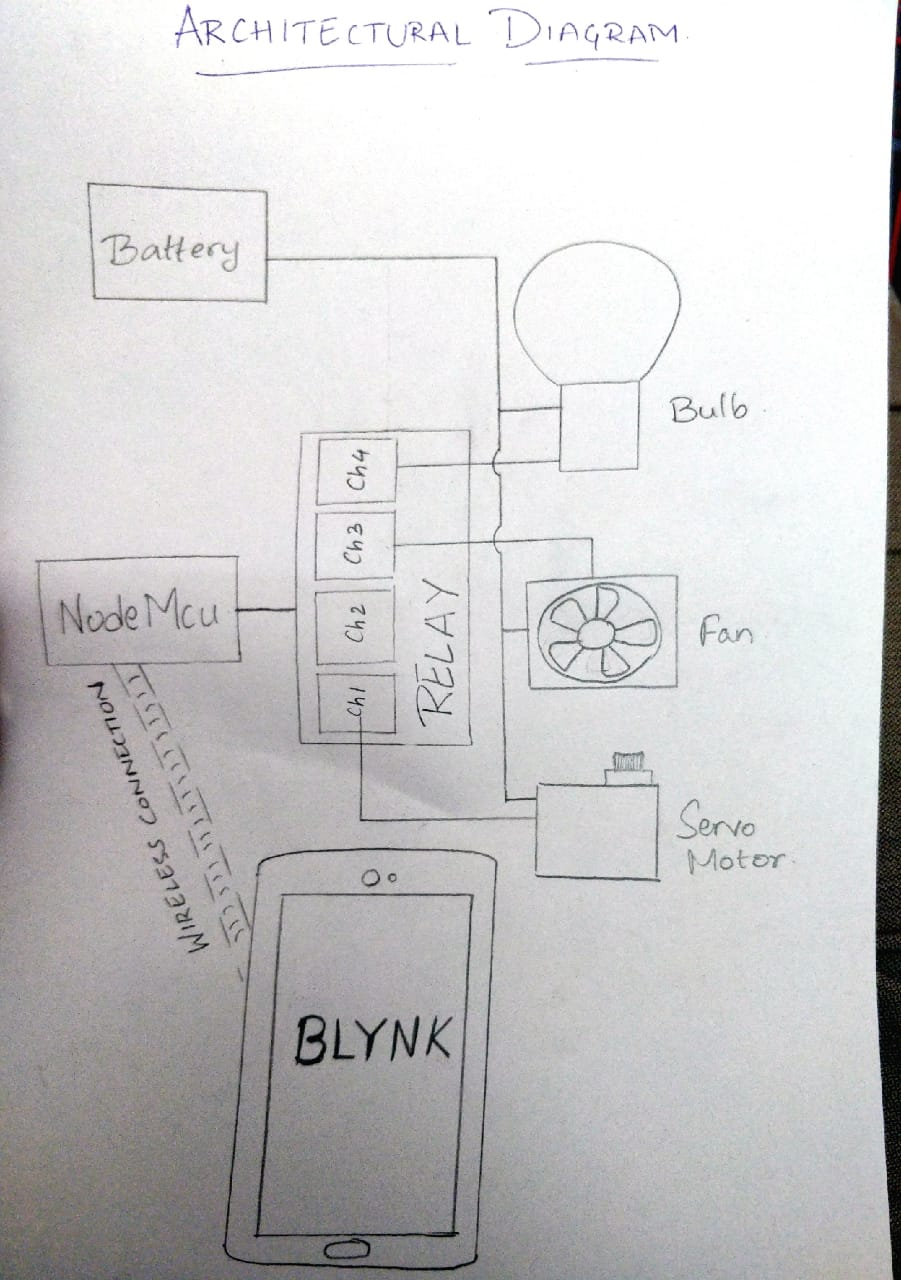 ARCHITECTURAL DIAGRAM.
Battery
Bulb.
Ch4
Ch3
Ch2
Ch1
RELAY
NodeMcu
Fan
WIRELESS CONNECTION
Servo
Motor.
BLYNK